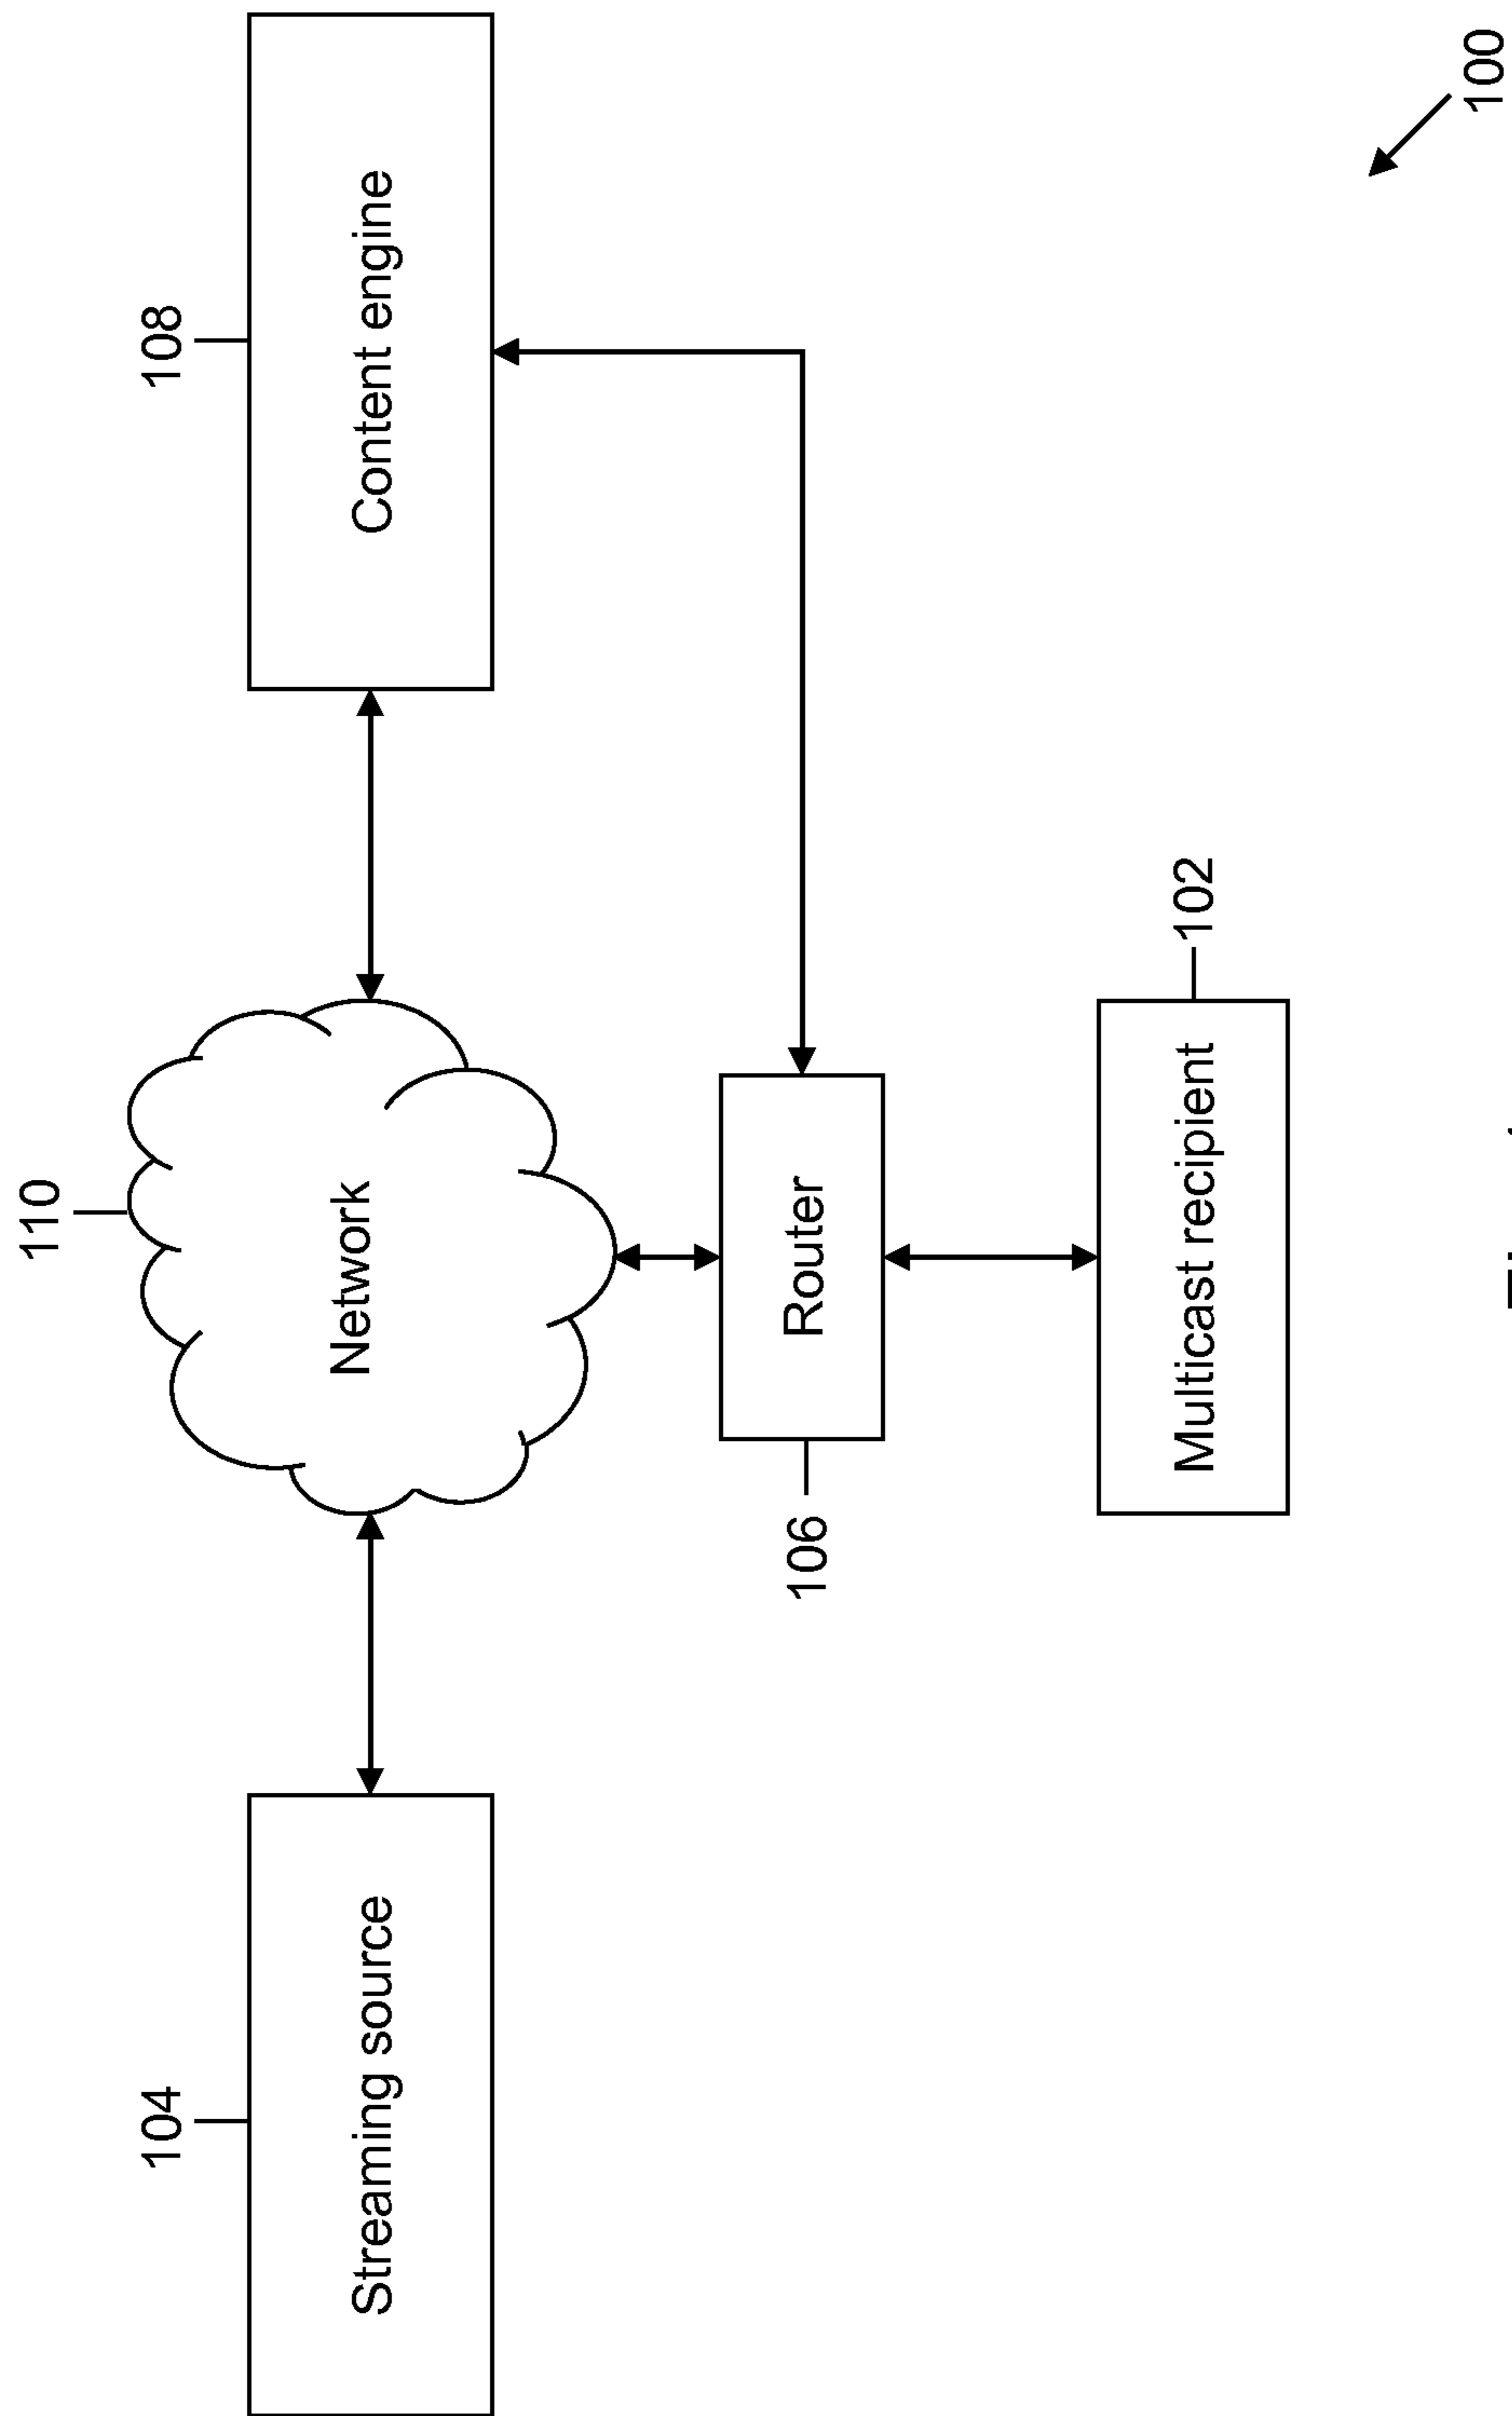 110
104
108
Streaming source
Network
Content engine
106
Router
Multicast recipient
102
100